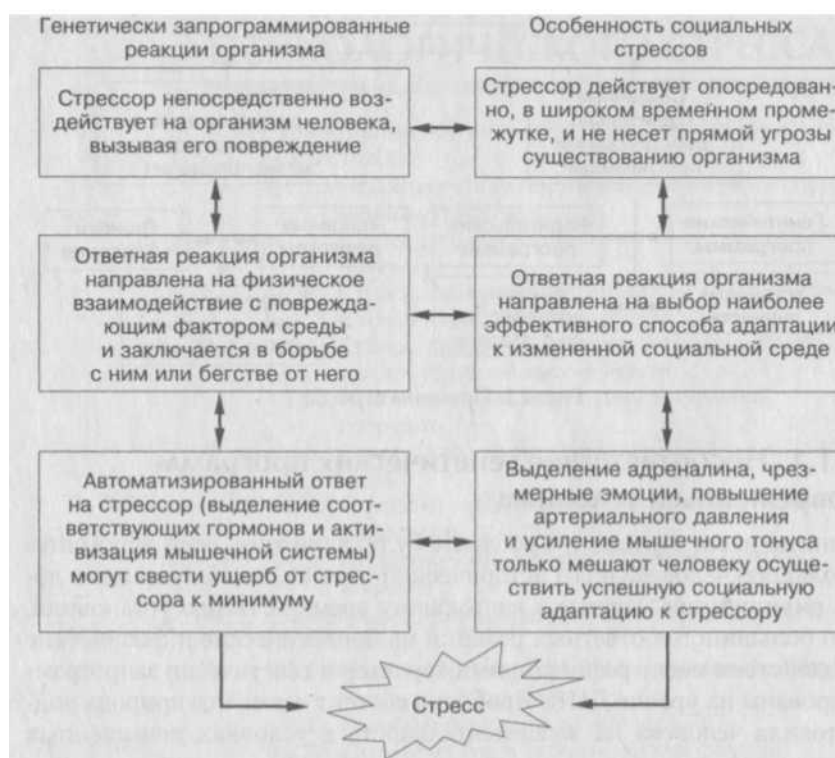 Генетически запрограммированные
реакции организма
Особенность социальных
стрессов
Стрессор непосредственно воз-
действует на организм человека,
вызывая его повреждение
Стрессор действует опосредован-
но, в широком временном проме-
жутке, и не несет прямой угрозы
существованию организма
Ответная реакция организма
направлена на физическое
взаимодействие с повреждa-
ющим фактором среды
и заключается в борьбе
с ним или бегстве от него
Ответная реакция организма
направлена на выбор наиболее
эффективного способа адаптации
к измененной социальной среде
Автоматизированный ответ
на стрессор (выделение соот-
ветствующих гормонов и акти-
визация мышечной системы)
могут свести ущерб от стрес-
сора к минимуму
Выделение адреналина, чрез-
мерные эмоции, повышение
артериального давления
и усиление мышечного тонуса
только мешают человеку осуще-
ствить успешную социальную
адаптацию к стрессору
Стресс